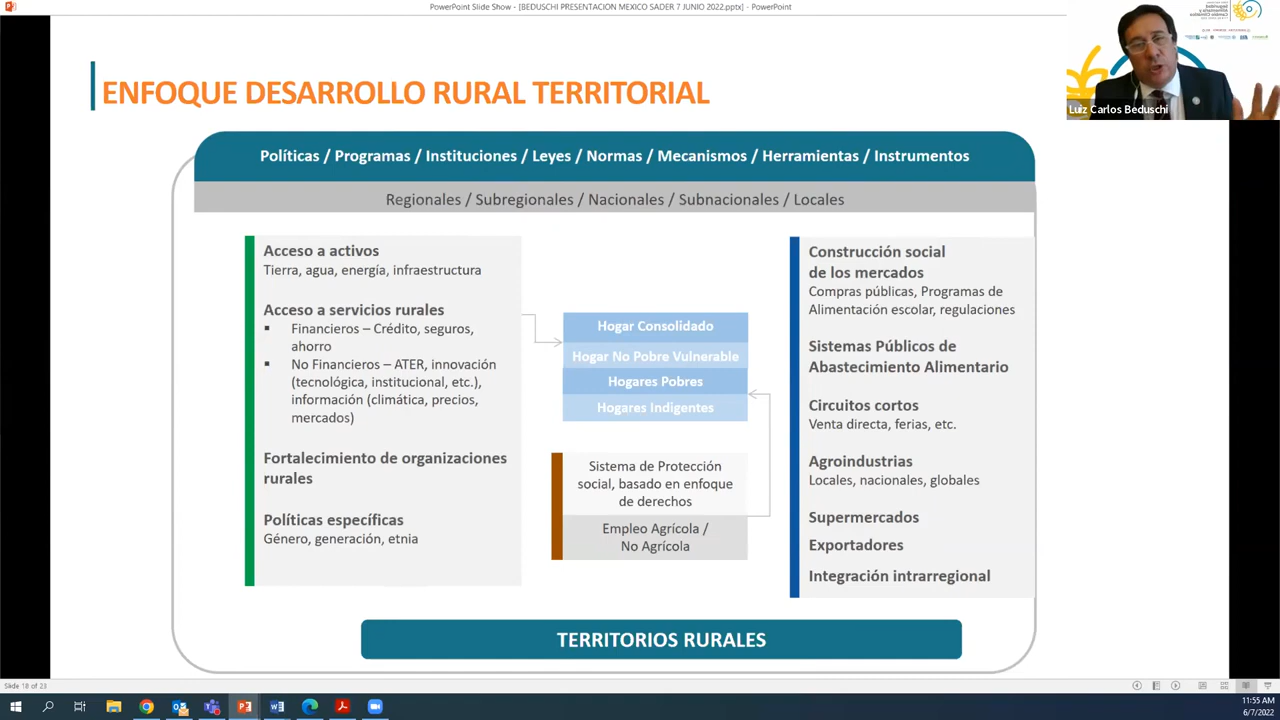 PowerPoint Slide Show - [BEDUSCHI PRESENTACION MEXICO SADER 7 JUNIO 2022.pptx] - PowerPoint
Luiz Carlos Beduschi
ENFOQUE DESARROLLO RURAL TERRITORIAL
Políticas / Programas / Instituciones / Leyes / Normas / Mecanismos / Herramientas / Instrumentos
Regionales / Subregionales / Nacionales / Subnacionales / Locales
Acceso a activos
Tierra, agua, energía, infraestructura
Acceso a servicios rurales
▪ Financieros – Crédito, seguros,
ahorro
▪ No Financieros – ATER, innovación
(tecnológica, institucional, etc.),
información (climática, precios,
mercados)
Fortalecimiento de organizaciones
rurales
Políticas específicas
Género, generación, etnia
Hogar Consolidado
Hogar No Pobre Vulnerable
Hogares Pobres
Hogares Indigentes
Sistema de Protección
social, basado en enfoque
de derechos
Empleo Agrícola /
No Agrícola
Construcción social
de los mercados
Compras públicas, Programas de
Alimentación escolar, regulaciones
Sistemas Públicos de
Abastecimiento Alimentario
Circuitos cortos
Venta directa, ferias, etc.
Agroindustrias
Locales, nacionales, globales
Supermercados
Exportadores
Integración intrarregional
TERRITORIOS RURALES
Slide 18 of 23
11:55 AM
6/7/2022